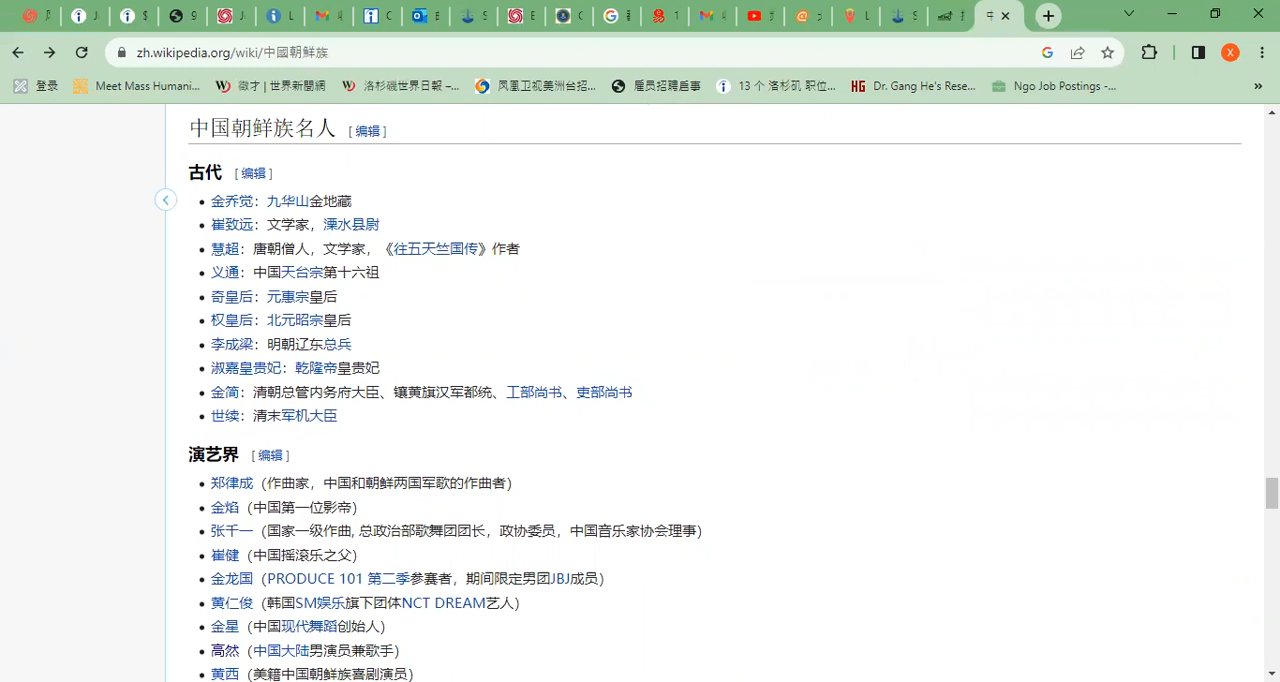 zh.wikipedia.org/wiki/中國朝鮮族
登录 Meet Mass Humani... 徵才 | 世界新聞網 洛杉磯世界日報 –... 凤凰卫视美洲台招... 雇员招聘启事 13 个 洛杉矶 职位... HG Dr. Gang He's Rese... Ngo Job Postings -... »
中国朝鲜族名人 [编辑]
古代 [编辑]
金乔觉：九华山金地藏
崔致远：文学家，溧水县尉
慧超：唐朝僧人，文学家，《往五天竺国传》作者
义通：中国天台宗第十六祖
奇皇后：元惠宗皇后
权皇后：北元昭宗皇后
李成梁：明朝辽东总兵
淑嘉皇贵妃：乾隆帝皇贵妃
金简：清朝总管内务府大臣、镶黄旗汉军都统、工部尚书、吏部尚书
世续：清末军机大臣
演艺界 [编辑]
郑律成（作曲家，中国和朝鲜两国军歌的作曲者）
金焰（中国第一位影帝）
张千一（国家一级作曲, 总政治部歌舞团团长，政协委员，中国音乐家协会理事）
崔健（中国摇滚乐之父）
金龙国（PRODUCE 101 第二季参赛者，期间限定男团JBJ成员）
黄仁俊（韩国SM娱乐旗下团体NCT DREAM艺人）
金星（中国现代舞蹈创始人）
高然（中国大陆男演员兼歌手）
黄西（美籍中国朝鲜族喜剧演员）